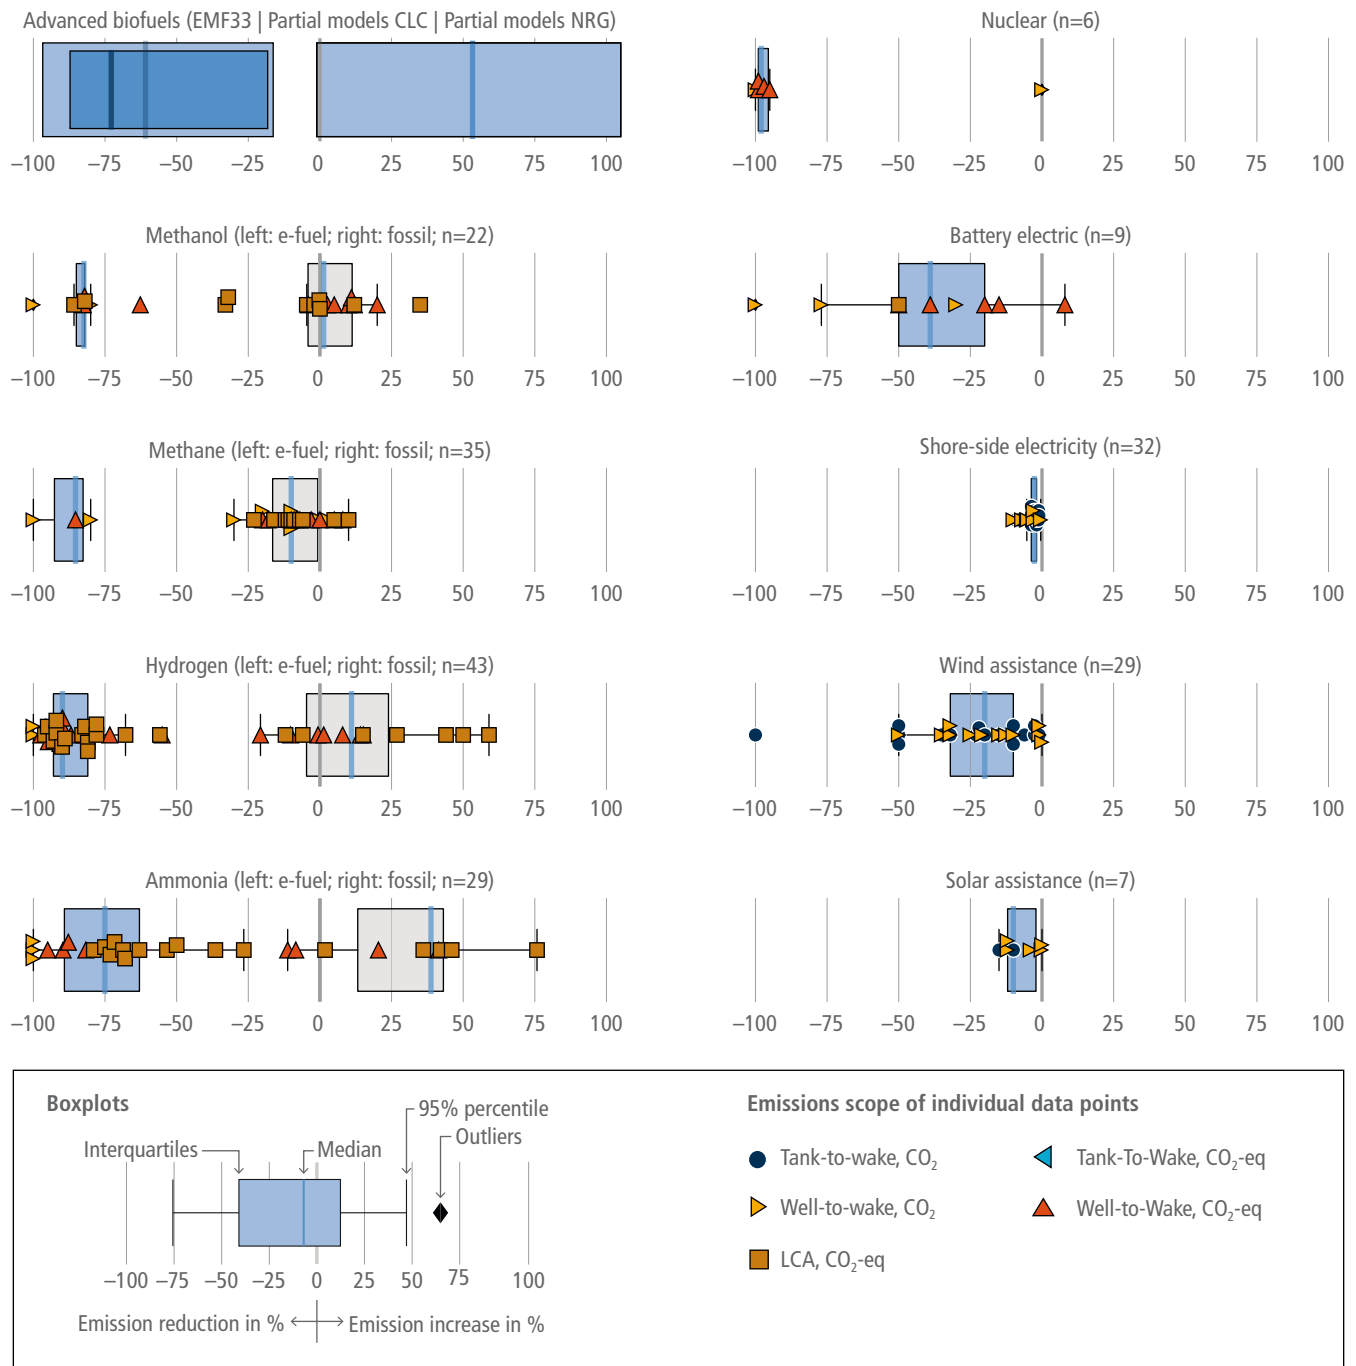 Advanced biofuels (EMF33 | Partial models CLC | Partial models NRG)
–100 –75 –50 –25 0 25 50 75 100
Nuclear (n=6)
–100 –75 –50 –25 0 25 50 75 100
Methanol (left: e-fuel; right: fossil; n=22)
–100 –75 –50 –25 0 25 50 75 100
Battery electric (n=9)
–100 –75 –50 –25 0 25 50 75 100
Methane (left: e-fuel; right: fossil; n=35)
–100 –75 –50 –25 0 25 50 75 100
Shore-side electricity (n=32)
–100 –75 –50 –25 0 25 50 75 100
Hydrogen (left: e-fuel; right: fossil; n=43)
–100 –75 –50 –25 0 25 50 75 100
Wind assistance (n=29)
–100 –75 –50 –25 0 25 50 75 100
Ammonia (left: e-fuel; right: fossil; n=29)
–100 –75 –50 –25 0 25 50 75 100
Solar assistance (n=7)
–100 –75 –50 –25 0 25 50 75 100
Boxplots
95% percentile
Outliers
Interquartiles
Median
–100 –75 –50 –25 0 25 50 75 100
Emission reduction in %
Emission increase in %
Emissions scope of individual data points
Tank-to-wake, CO₂
Tank-To-Wake, CO₂-eq
Well-to-wake, CO₂
Well-to-Wake, CO₂-eq
LCA, CO₂-eq